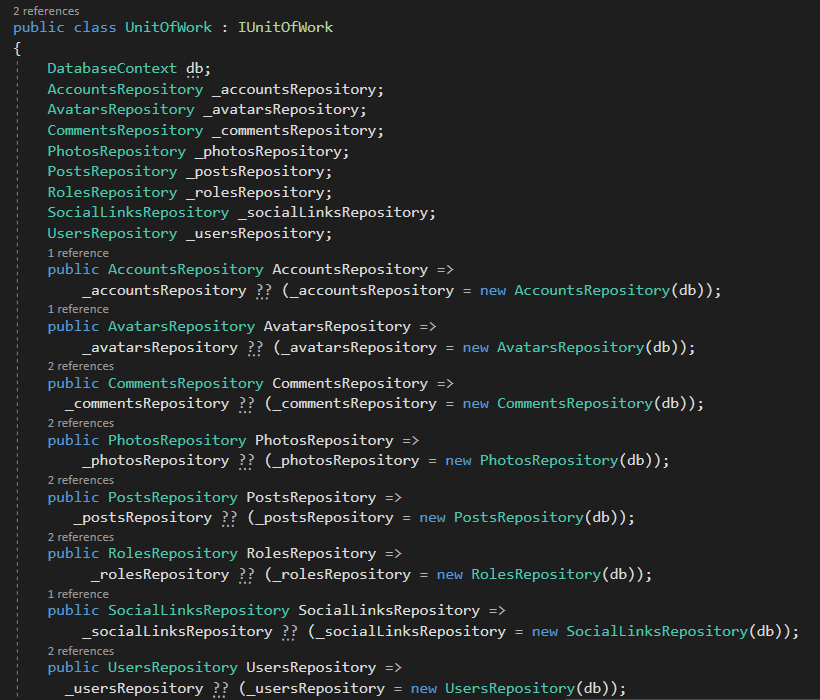 2 references
public class UnitOfWork : IUnitOfWork
{
DatabaseContext db;
AccountsRepository _accountsRepository;
AvatarsRepository _avatarsRepository;
CommentsRepository _commentsRepository;
PhotosRepository _photosRepository;
PostsRepository _postsRepository;
RolesRepository _rolesRepository;
SocialLinksRepository _socialLinksRepository;
UsersRepository _usersRepository;
1 reference
public AccountsRepository AccountsRepository =>
_accountsRepository ?? (_accountsRepository = new AccountsRepository(db));
1 reference
public AvatarsRepository AvatarsRepository =>
_avatarsRepository ?? (_avatarsRepository = new AvatarsRepository(db));
2 references
public CommentsRepository CommentsRepository =>
_commentsRepository ?? (_commentsRepository = new CommentsRepository(db));
2 references
public PhotosRepository PhotosRepository =>
_photosRepository ?? (_photosRepository = new PhotosRepository(db));
2 references
public PostsRepository PostsRepository =>
_postsRepository ?? (_postsRepository = new PostsRepository(db));
2 references
public RolesRepository RolesRepository =>
_rolesRepository ?? (_rolesRepository = new RolesRepository(db));
1 reference
public SocialLinksRepository SocialLinksRepository =>
_socialLinksRepository ?? (_socialLinksRepository = new SocialLinksRepository(db));
2 references
public UsersRepository UsersRepository =>
_usersRepository ?? (_usersRepository = new UsersRepository(db));